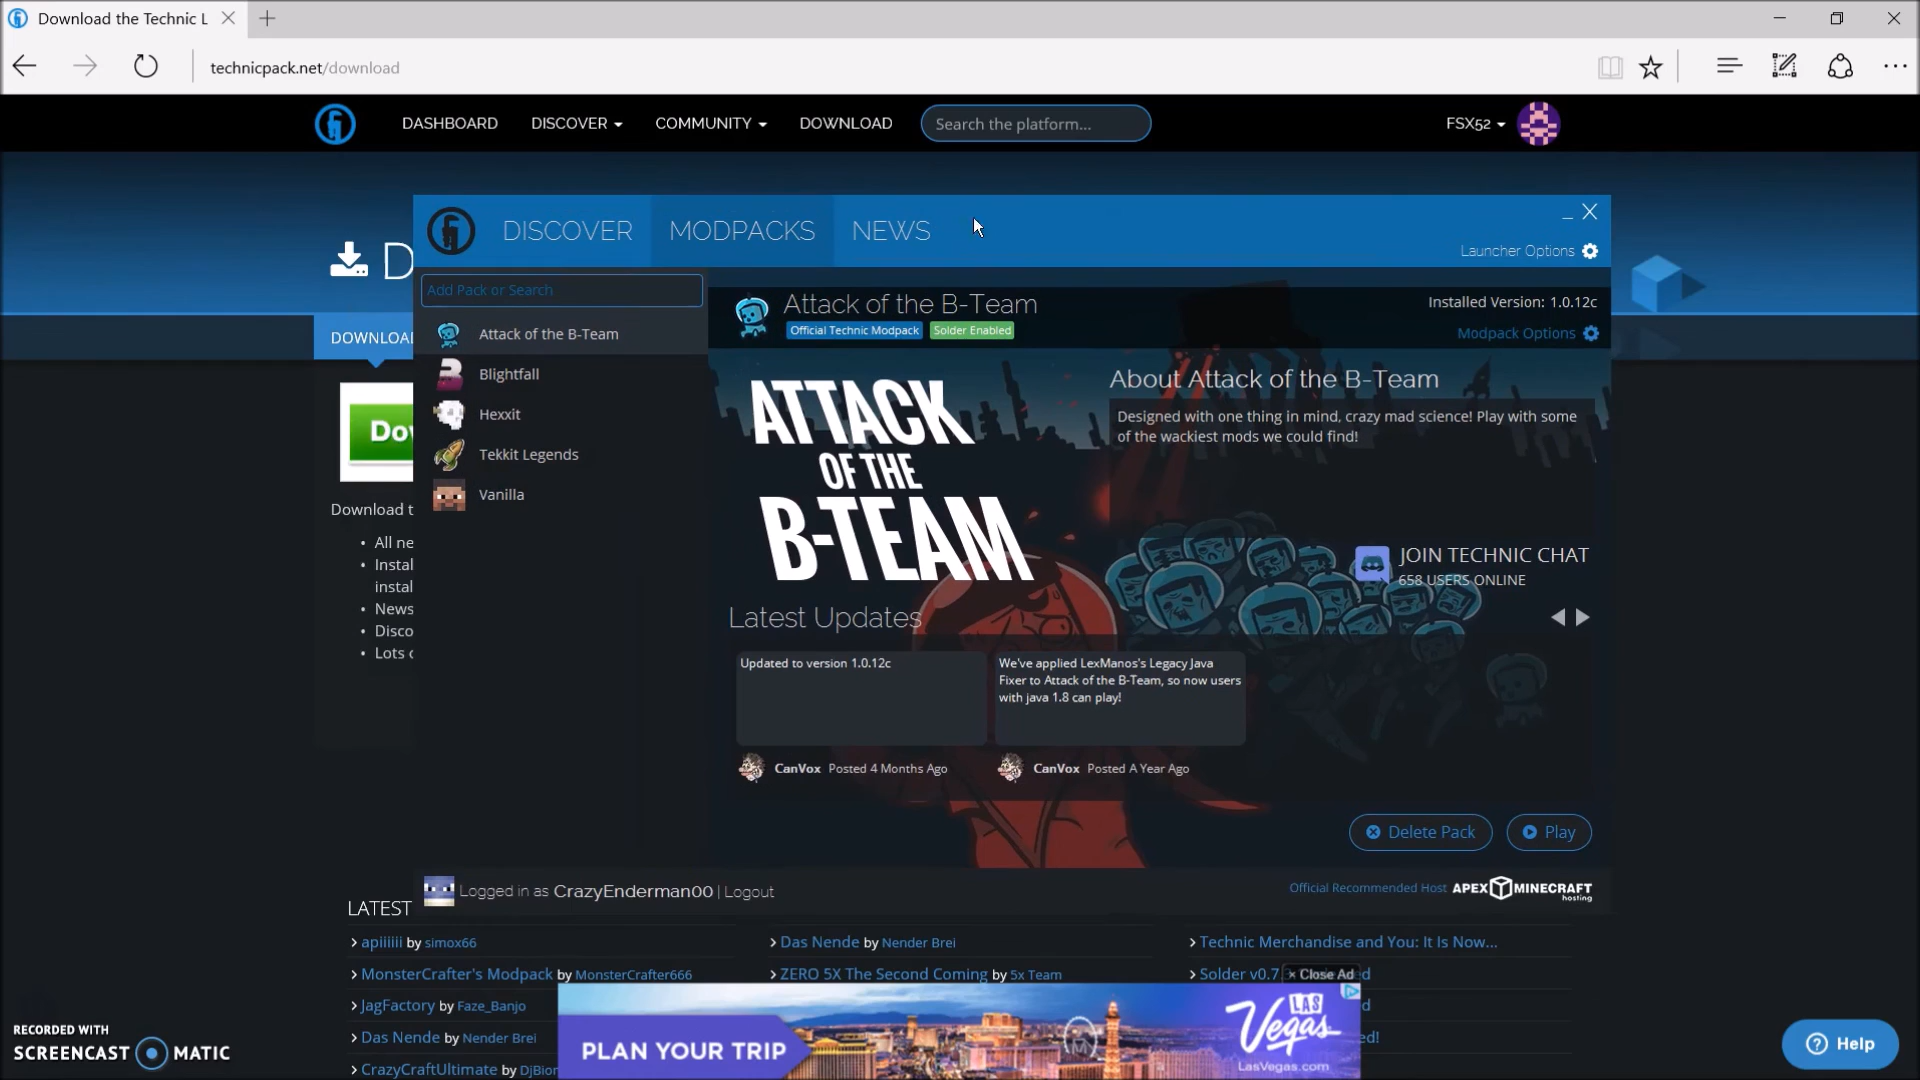 Download the Technic L
technicpack.net/download
DASHBOARD DISCOVER COMMUNITY DOWNLOAD Search the platform... FSX52
D
DISCOVER MODPACKS NEWS
Launcher Options
DOWNLOA
Do
Download t
All ne
Instal
instal
News
Disco
Lots o
Add Pack or Search
Attack of the B-Team
Blightfall
Hexxit
Tekkit Legends
Vanilla
Attack of the B-Team
Official Technic Modpack Solder Enabled
Installed Version: 1.0.12c
Modpack Options
ATTACK
OF THE
B-TEAM
About Attack of the B-Team
Designed with one thing in mind, crazy mad science! Play with some
of the wackiest mods we could find!
JOIN TECHNIC CHAT
658 USERS ONLINE
Latest Updates
Updated to version 1.0.12c
CanVox Posted 4 Months Ago
We've applied LexManos's Legacy Java
Fixer to Attack of the B-Team, so now users
with java 1.8 can play!
CanVox Posted A Year Ago
Delete Pack Play
Logged in as CrazyEnderman00 | Logout
Official Recommended Host APEX MINECRAFT
hosting
LATEST
apiiiiii by simox66
MonsterCrafter's Modpack by MonsterCrafter666
JagFactory by Faze_Banjo
Das Nende by Nender Brei
CrazyCraftUltimate by DjBior
Das Nende by Nender Brei
ZERO 5X The Second Coming by 5x Team
Technic Merchandise and You: It Is Now...
Solder v0.7. ed
d
ed!
× Close Ad
PLAN YOUR TRIP
LAS
Vegas
LasVegas.com
RECORDED WITH
SCREENCAST MATIC
? Help